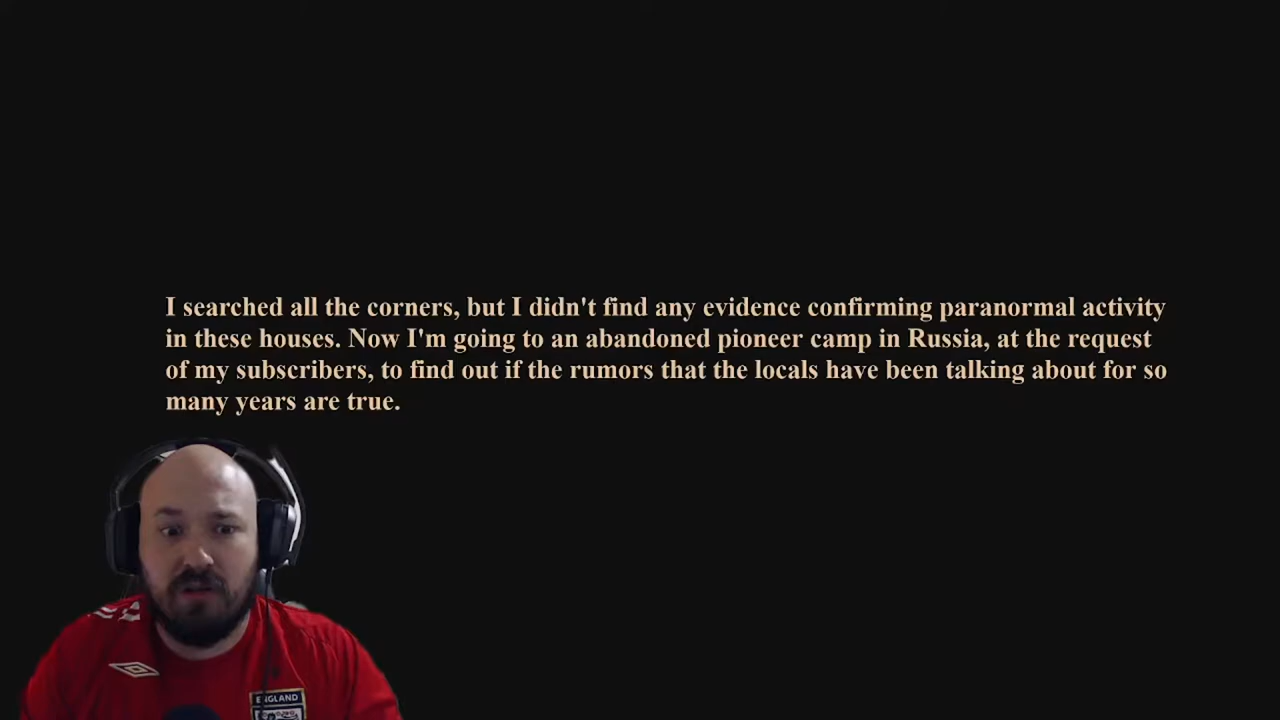 I searched all the corners, but I didn't find any evidence confirming paranormal activity
in these houses. Now I'm going to an abandoned pioneer camp in Russia, at the request
of my subscribers, to find out if the rumors that the locals have been talking about for so
many years are true.
ENGLAND